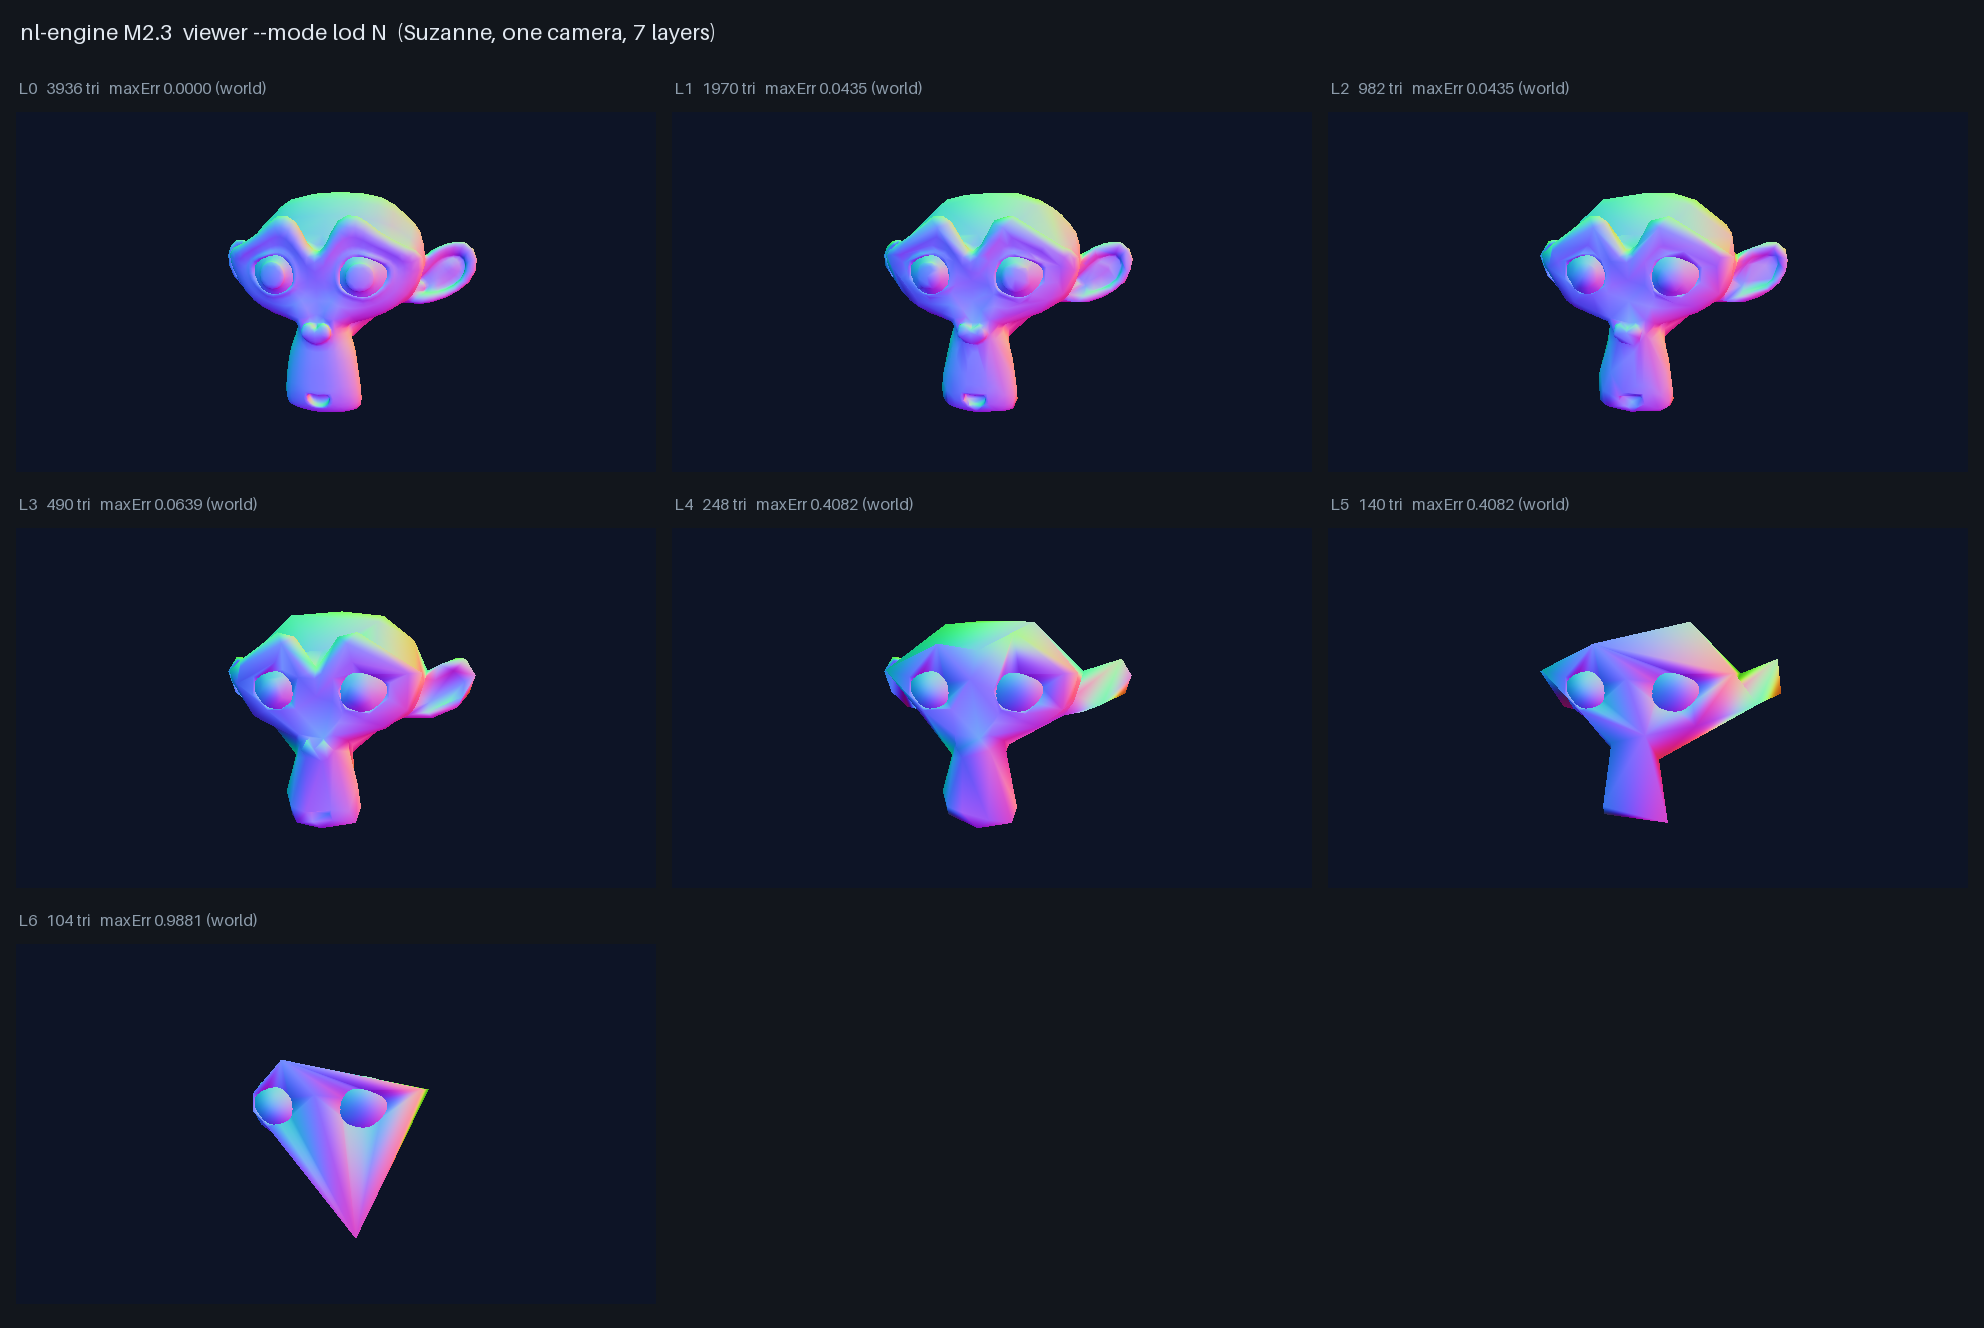 nl-engine M2.3  viewer --mode lod N  (Suzanne, one camera, 7 layers)
L0  3936 tri  maxErr 0.0000 (world)
L1  1970 tri  maxErr 0.0435 (world)
L2  982 tri  maxErr 0.0435 (world)
L3  490 tri  maxErr 0.0639 (world)
L4  248 tri  maxErr 0.4082 (world)
L5  140 tri  maxErr 0.4082 (world)
L6  104 tri  maxErr 0.9881 (world)